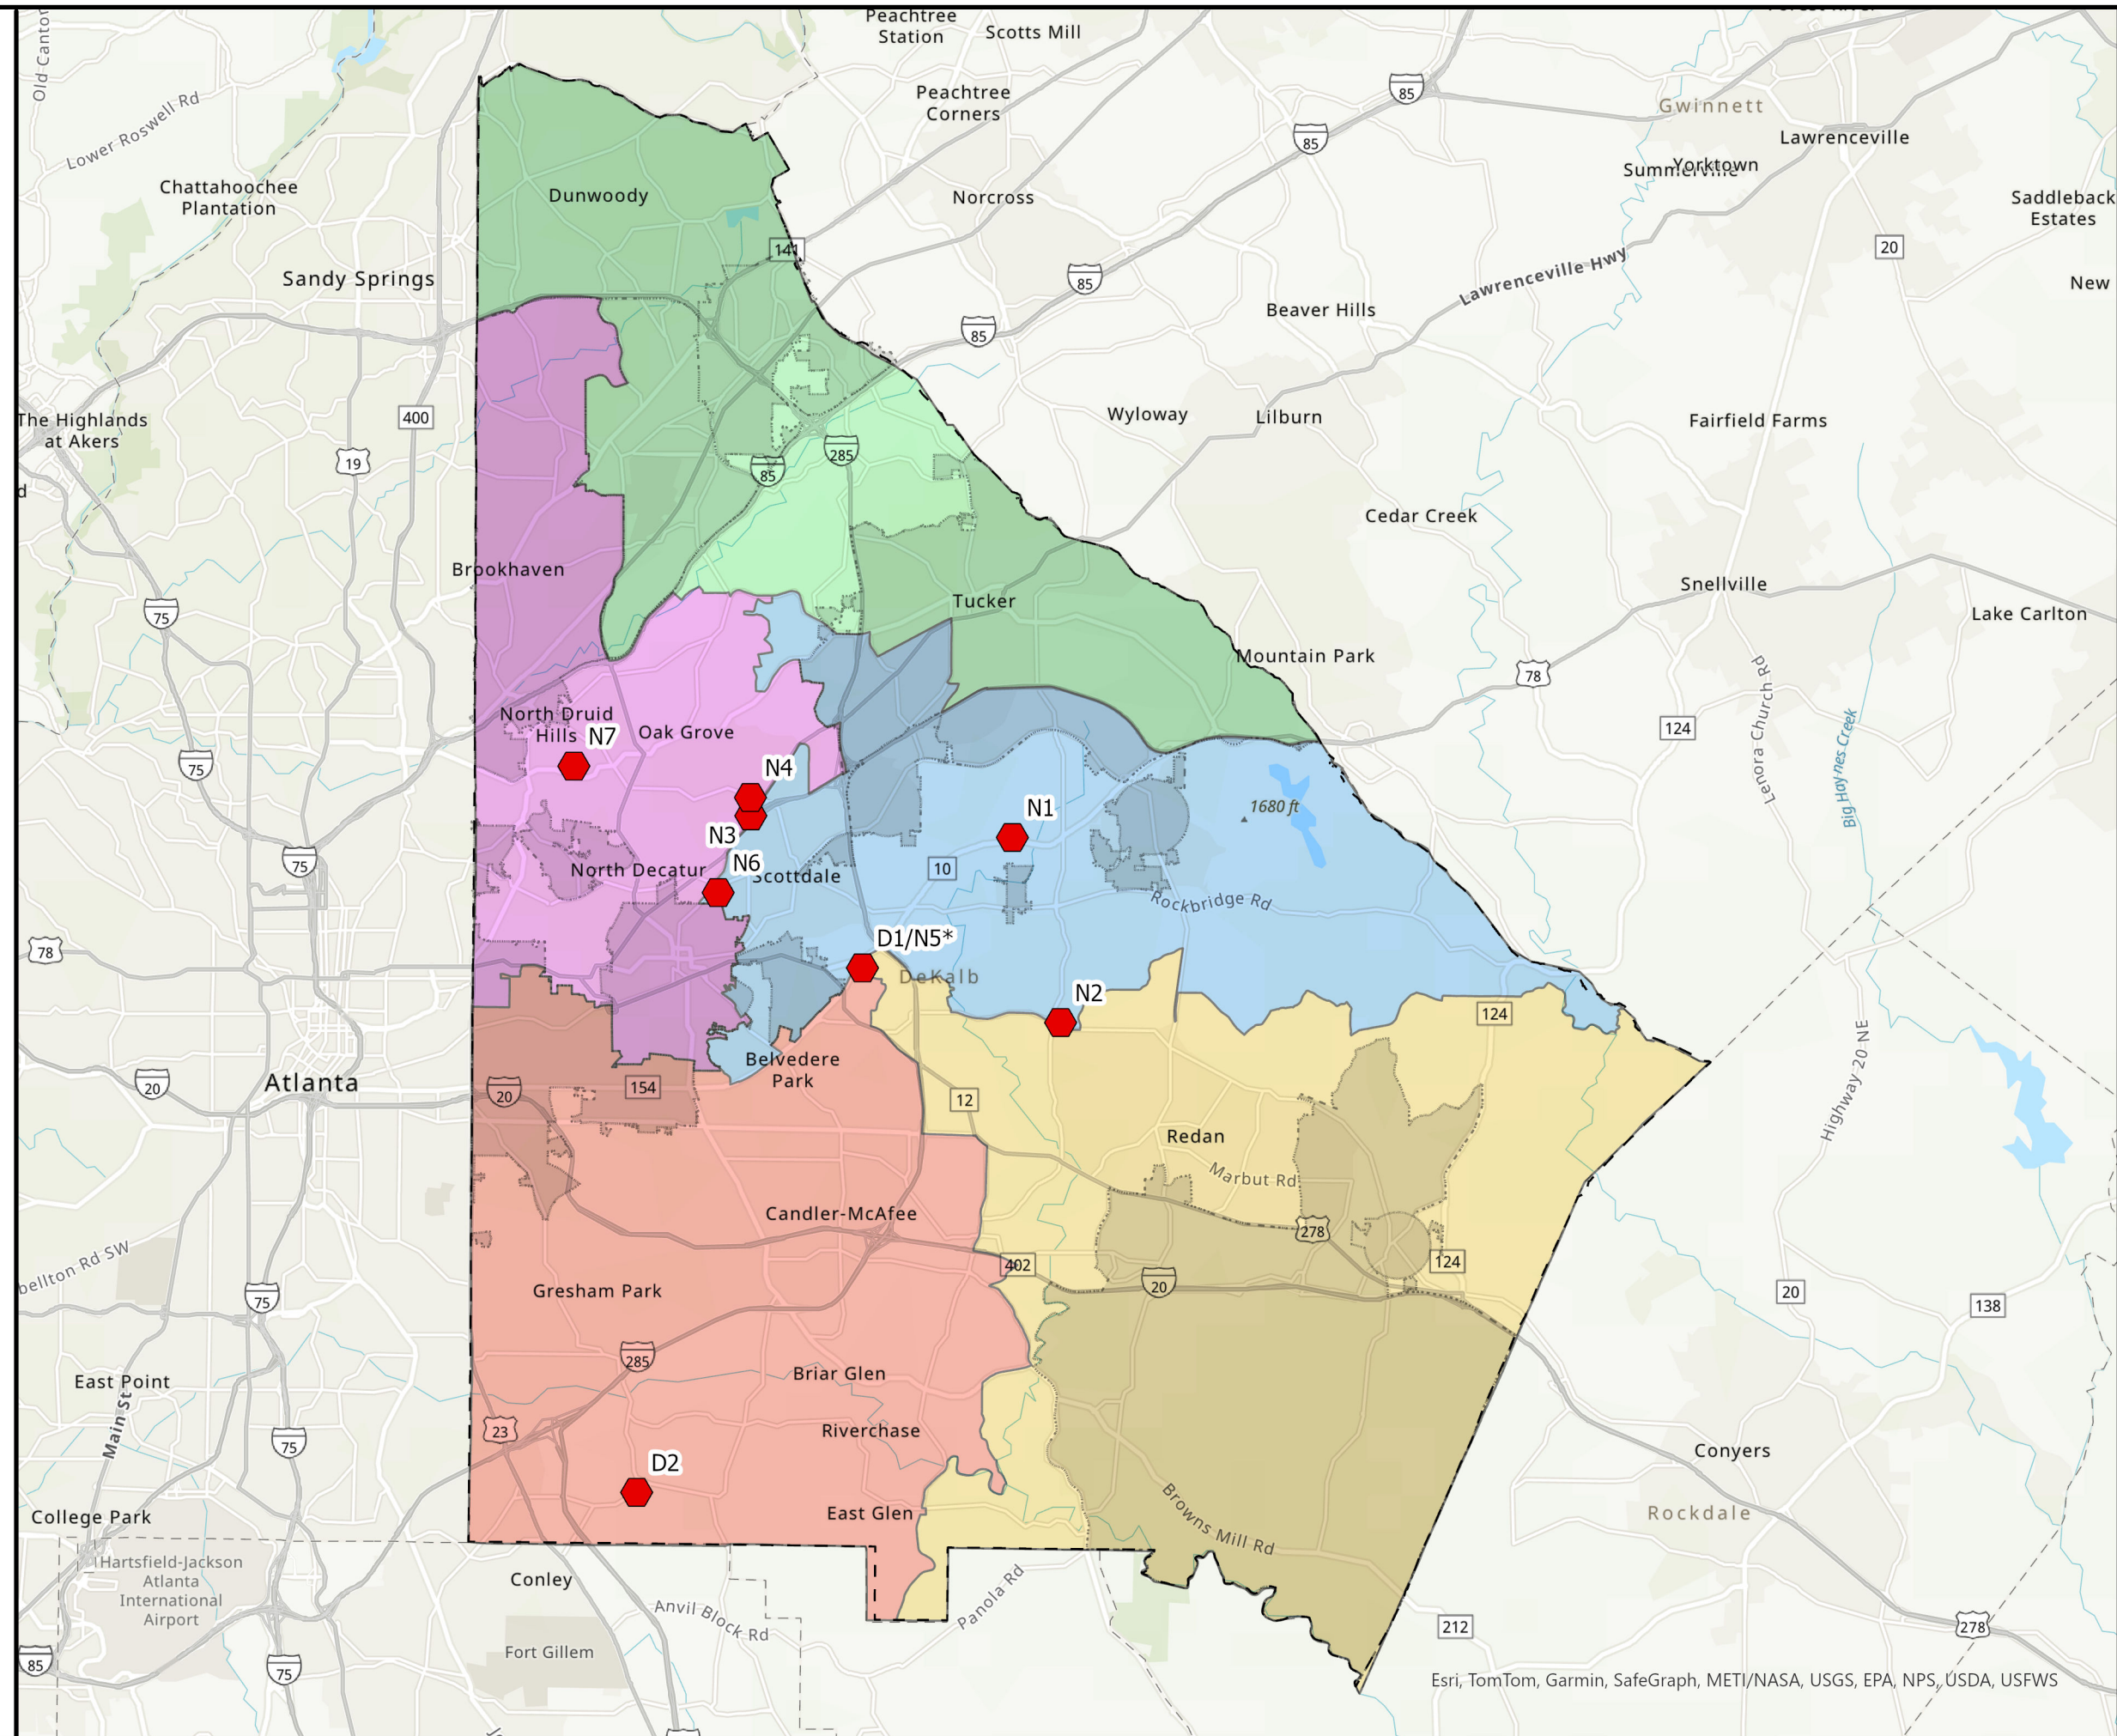 Peachtree
Station
Scotts Mill
Old Canton
Lower Roswell Rd
Peachtree
Corners
85
Gwinnett
Lawrenceville
85
Summerville
Yorktown
Chattahoochee
Plantation
Dunwoody
Norcross
Saddleback
Estates
141
20
Sandy Springs
85
Lawrenceville Hwy
New
Beaver Hills
85
The Highlands
at Akers
400
Wyloway
Lilburn
Fairfield Farms
19
285
85
d
Cedar Creek
Brookhaven
Snellville
75
Tucker
Lake Carlton
Mountain Park
78
Lenora Church Rd
Big Haynes Creek
124
North Druid
Hills
N7
Oak Grove
75
N4
1680 ft
N1
N3
75
North Decatur
N6
Scottdale
10
Rockbridge Rd
78
D1/N5*
DeKalb
N2
124
Highway 20 NE
Belvedere
Park
Atlanta
20
20
154
12
Redan
Marbut Rd
Candler-McAfee
278
bellton Rd SW
402
124
20
Gresham Park
75
20
138
285
East Point
Briar Glen
Main St
23
Riverchase
75
Conyers
D2
Browns Mill Rd
College Park
East Glen
Rockdale
Hartsfield-Jackson
Atlanta
International
Airport
Conley
Panola Rd
Anvil Block Rd
212
278
Fort Gillem
85
75
Esri, TomTom, Garmin, SafeGraph, METI/NASA, USGS, EPA, NPS, USDA, USFWS